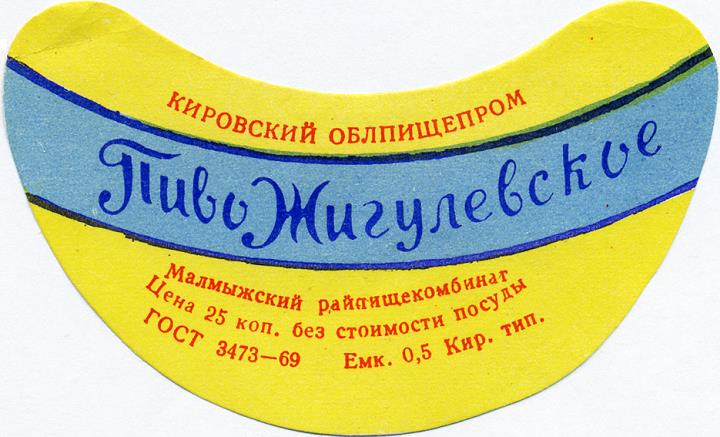 КИРОВСКИЙ ОБЛПИЩЕПРОМ
Пиво Жигулевское
Малмыжский райпищекомбинат
Цена 25 коп. без стоимости посуды
ГОСТ 3473—69 Емк. 0,5 Кир. тип.